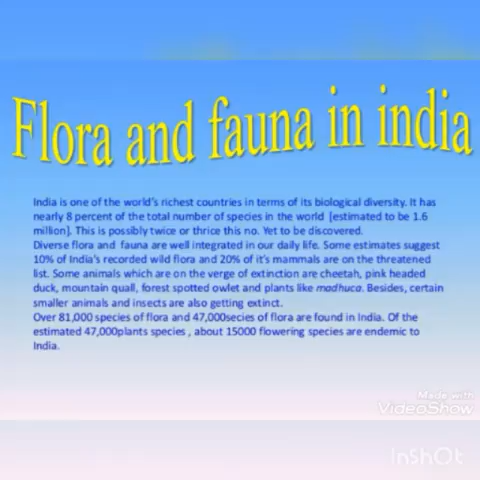 Flora and fauna in india
India is one of the world's richest countries in terms of its biological diversity. It has
nearly 8 percent of the total number of species in the world [estimated to be 1.6
million]. This is possibly twice or thrice this no. Yet to be discovered.
Diverse flora and fauna are well integrated in our daily life. Some estimates suggest
10% of India's recorded wild flora and 20% of it's mammals are on the threatened
list. Some animals which are on the verge of extinction are cheetah, pink headed
duck, mountain quall, forest spotted owlet and plants like madhuca. Besides, certain
smaller animals and insects are also getting extinct.
Over 81,000 species of flora and 47,000secies of flora are found in India. Of the
estimated 47,000plants species , about 15000 flowering species are endemic to
India.
Made with
VideoShow
InShOt